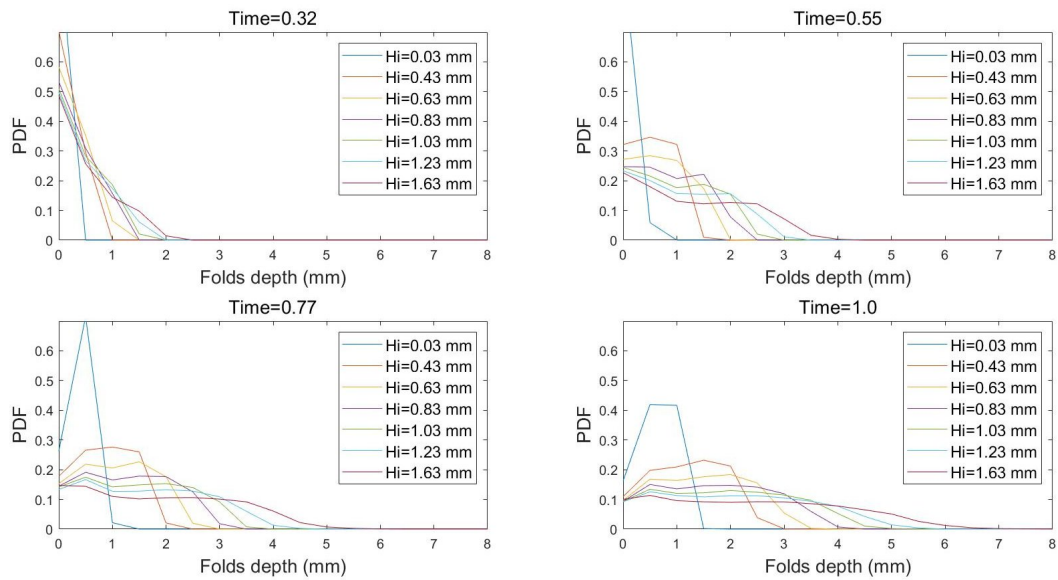 Time=0.32
PDF
0.6
0.5
0.4
0.3
0.2
0.1
0
0 1 2 3 4 5 6 7 8
Folds depth (mm)
Hi=0.03 mm
Hi=0.43 mm
Hi=0.63 mm
Hi=0.83 mm
Hi=1.03 mm
Hi=1.23 mm
Hi=1.63 mm
Time=0.55
PDF
0.6
0.5
0.4
0.3
0.2
0.1
0
0 1 2 3 4 5 6 7 8
Folds depth (mm)
Hi=0.03 mm
Hi=0.43 mm
Hi=0.63 mm
Hi=0.83 mm
Hi=1.03 mm
Hi=1.23 mm
Hi=1.63 mm
Time=0.77
PDF
0.6
0.5
0.4
0.3
0.2
0.1
0
0 1 2 3 4 5 6 7 8
Folds depth (mm)
Hi=0.03 mm
Hi=0.43 mm
Hi=0.63 mm
Hi=0.83 mm
Hi=1.03 mm
Hi=1.23 mm
Hi=1.63 mm
Time=1.0
PDF
0.6
0.5
0.4
0.3
0.2
0.1
0
0 1 2 3 4 5 6 7 8
Folds depth (mm)
Hi=0.03 mm
Hi=0.43 mm
Hi=0.63 mm
Hi=0.83 mm
Hi=1.03 mm
Hi=1.23 mm
Hi=1.63 mm